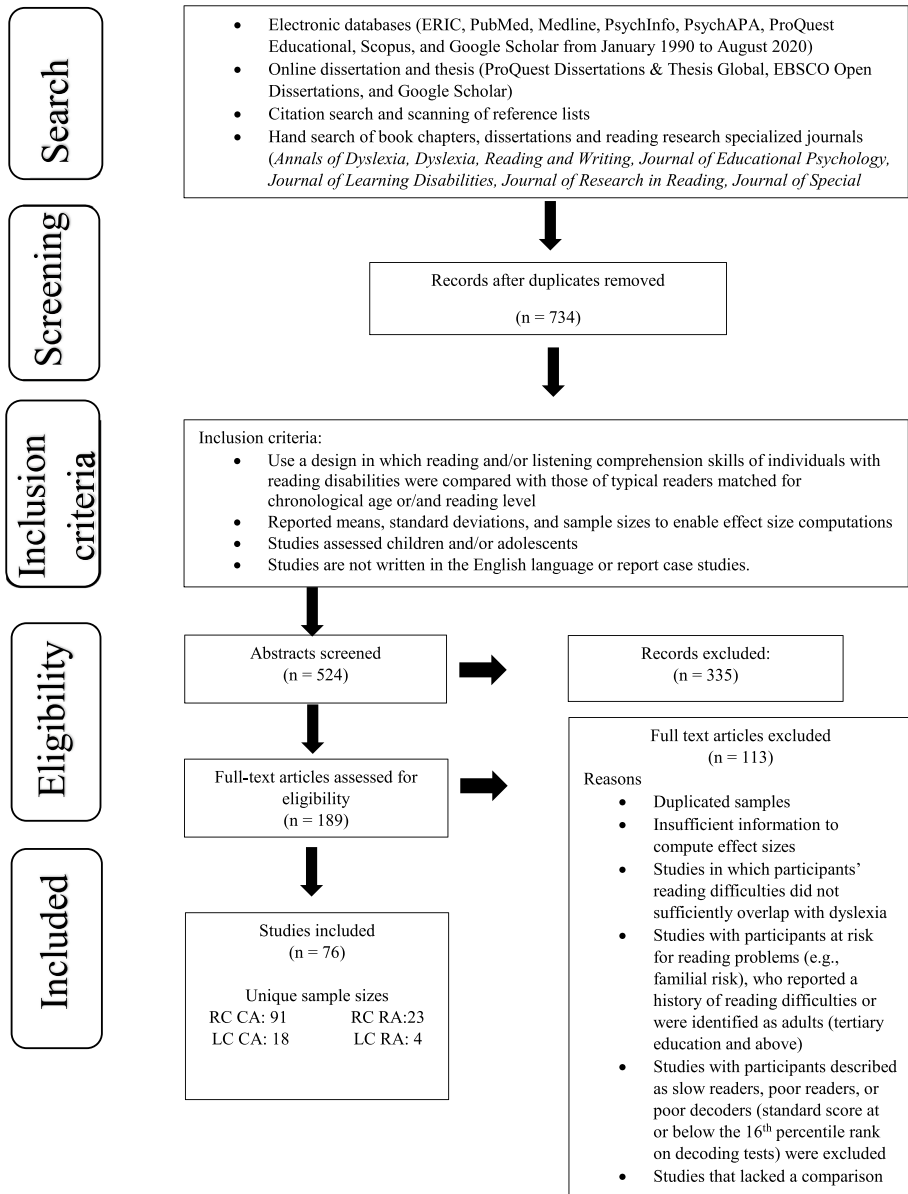 Search
• Electronic databases (ERIC, PubMed, Medline, PsychInfo, PsychAPA, ProQuest
Educational, Scopus, and Google Scholar from January 1990 to August 2020)
• Online dissertation and thesis (ProQuest Dissertations & Thesis Global, EBSCO Open
Dissertations, and Google Scholar)
• Citation search and scanning of reference lists
• Hand search of book chapters, dissertations and reading research specialized journals
(Annals of Dyslexia, Dyslexia, Reading and Writing, Journal of Educational Psychology,
Journal of Learning Disabilities, Journal of Research in Reading, Journal of Special
Screening
Records after duplicates removed
(n = 734)
Inclusion
criteria
Inclusion criteria:
• Use a design in which reading and/or listening comprehension skills of individuals with
reading disabilities were compared with those of typical readers matched for
chronological age or/and reading level
• Reported means, standard deviations, and sample sizes to enable effect size computations
• Studies assessed children and/or adolescents
• Studies are not written in the English language or report case studies.
Eligibility
Abstracts screened
(n = 524)
Records excluded:
(n = 335)
Full-text articles assessed for
eligibility
(n = 189)
Full text articles excluded
(n = 113)
Reasons
• Duplicated samples
• Insufficient information to
compute effect sizes
• Studies in which participants’
reading difficulties did not
sufficiently overlap with dyslexia
• Studies with participants at risk
for reading problems (e.g.,
familial risk), who reported a
history of reading difficulties or
were identified as adults (tertiary
education and above)
• Studies with participants described
as slow readers, poor readers, or
poor decoders (standard score at
or below the 16th percentile rank
on decoding tests) were excluded
• Studies that lacked a comparison
Included
Studies included
(n = 76)
Unique sample sizes
RC CA: 91 RC RA:23
LC CA: 18 LC RA: 4